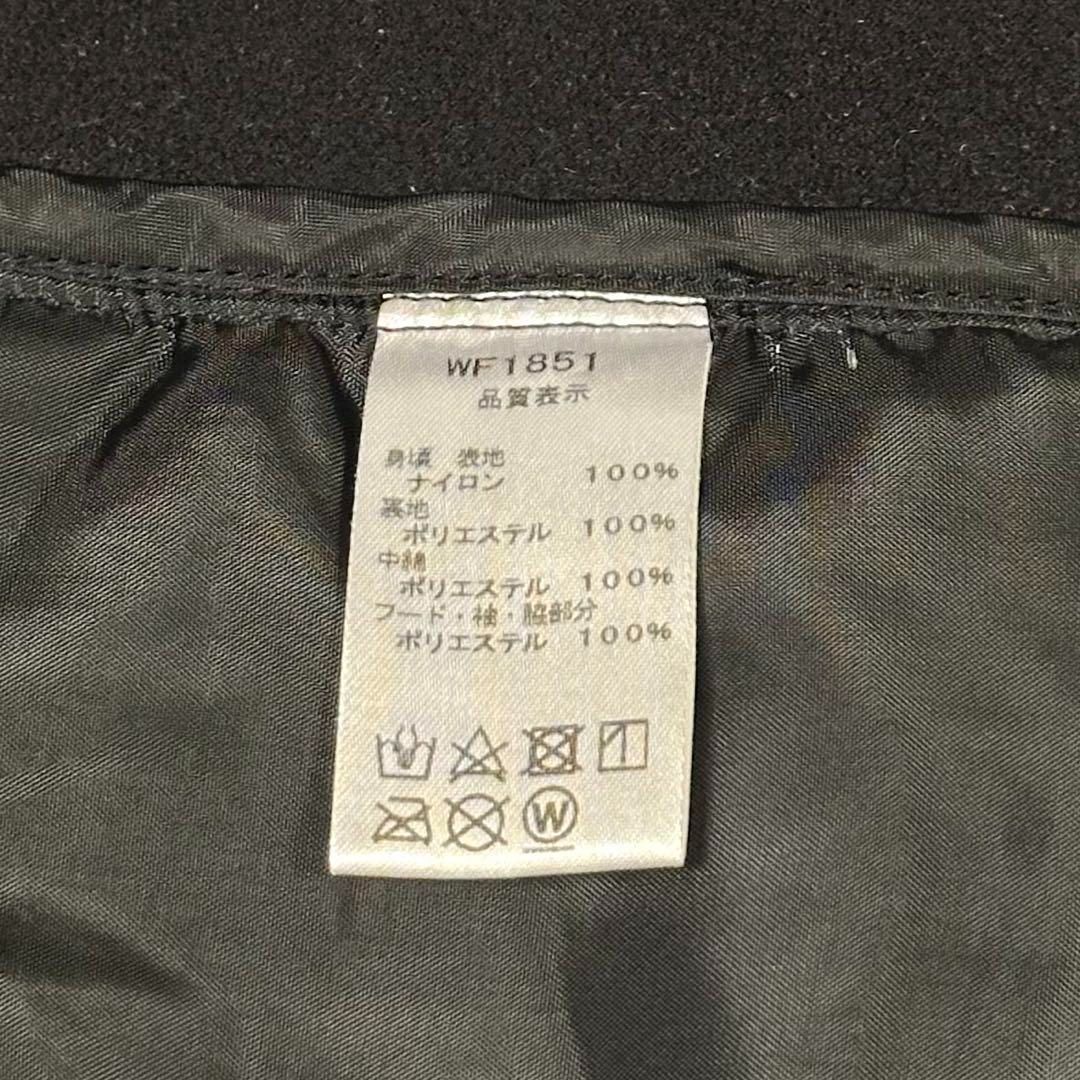 WF1851
品質表示
身頃 表地
ナイロン 100%
裏地
ポリエステル 100%
中綿
ポリエステル 100%
フード・袖・脇部分
ポリエステル 100%
W